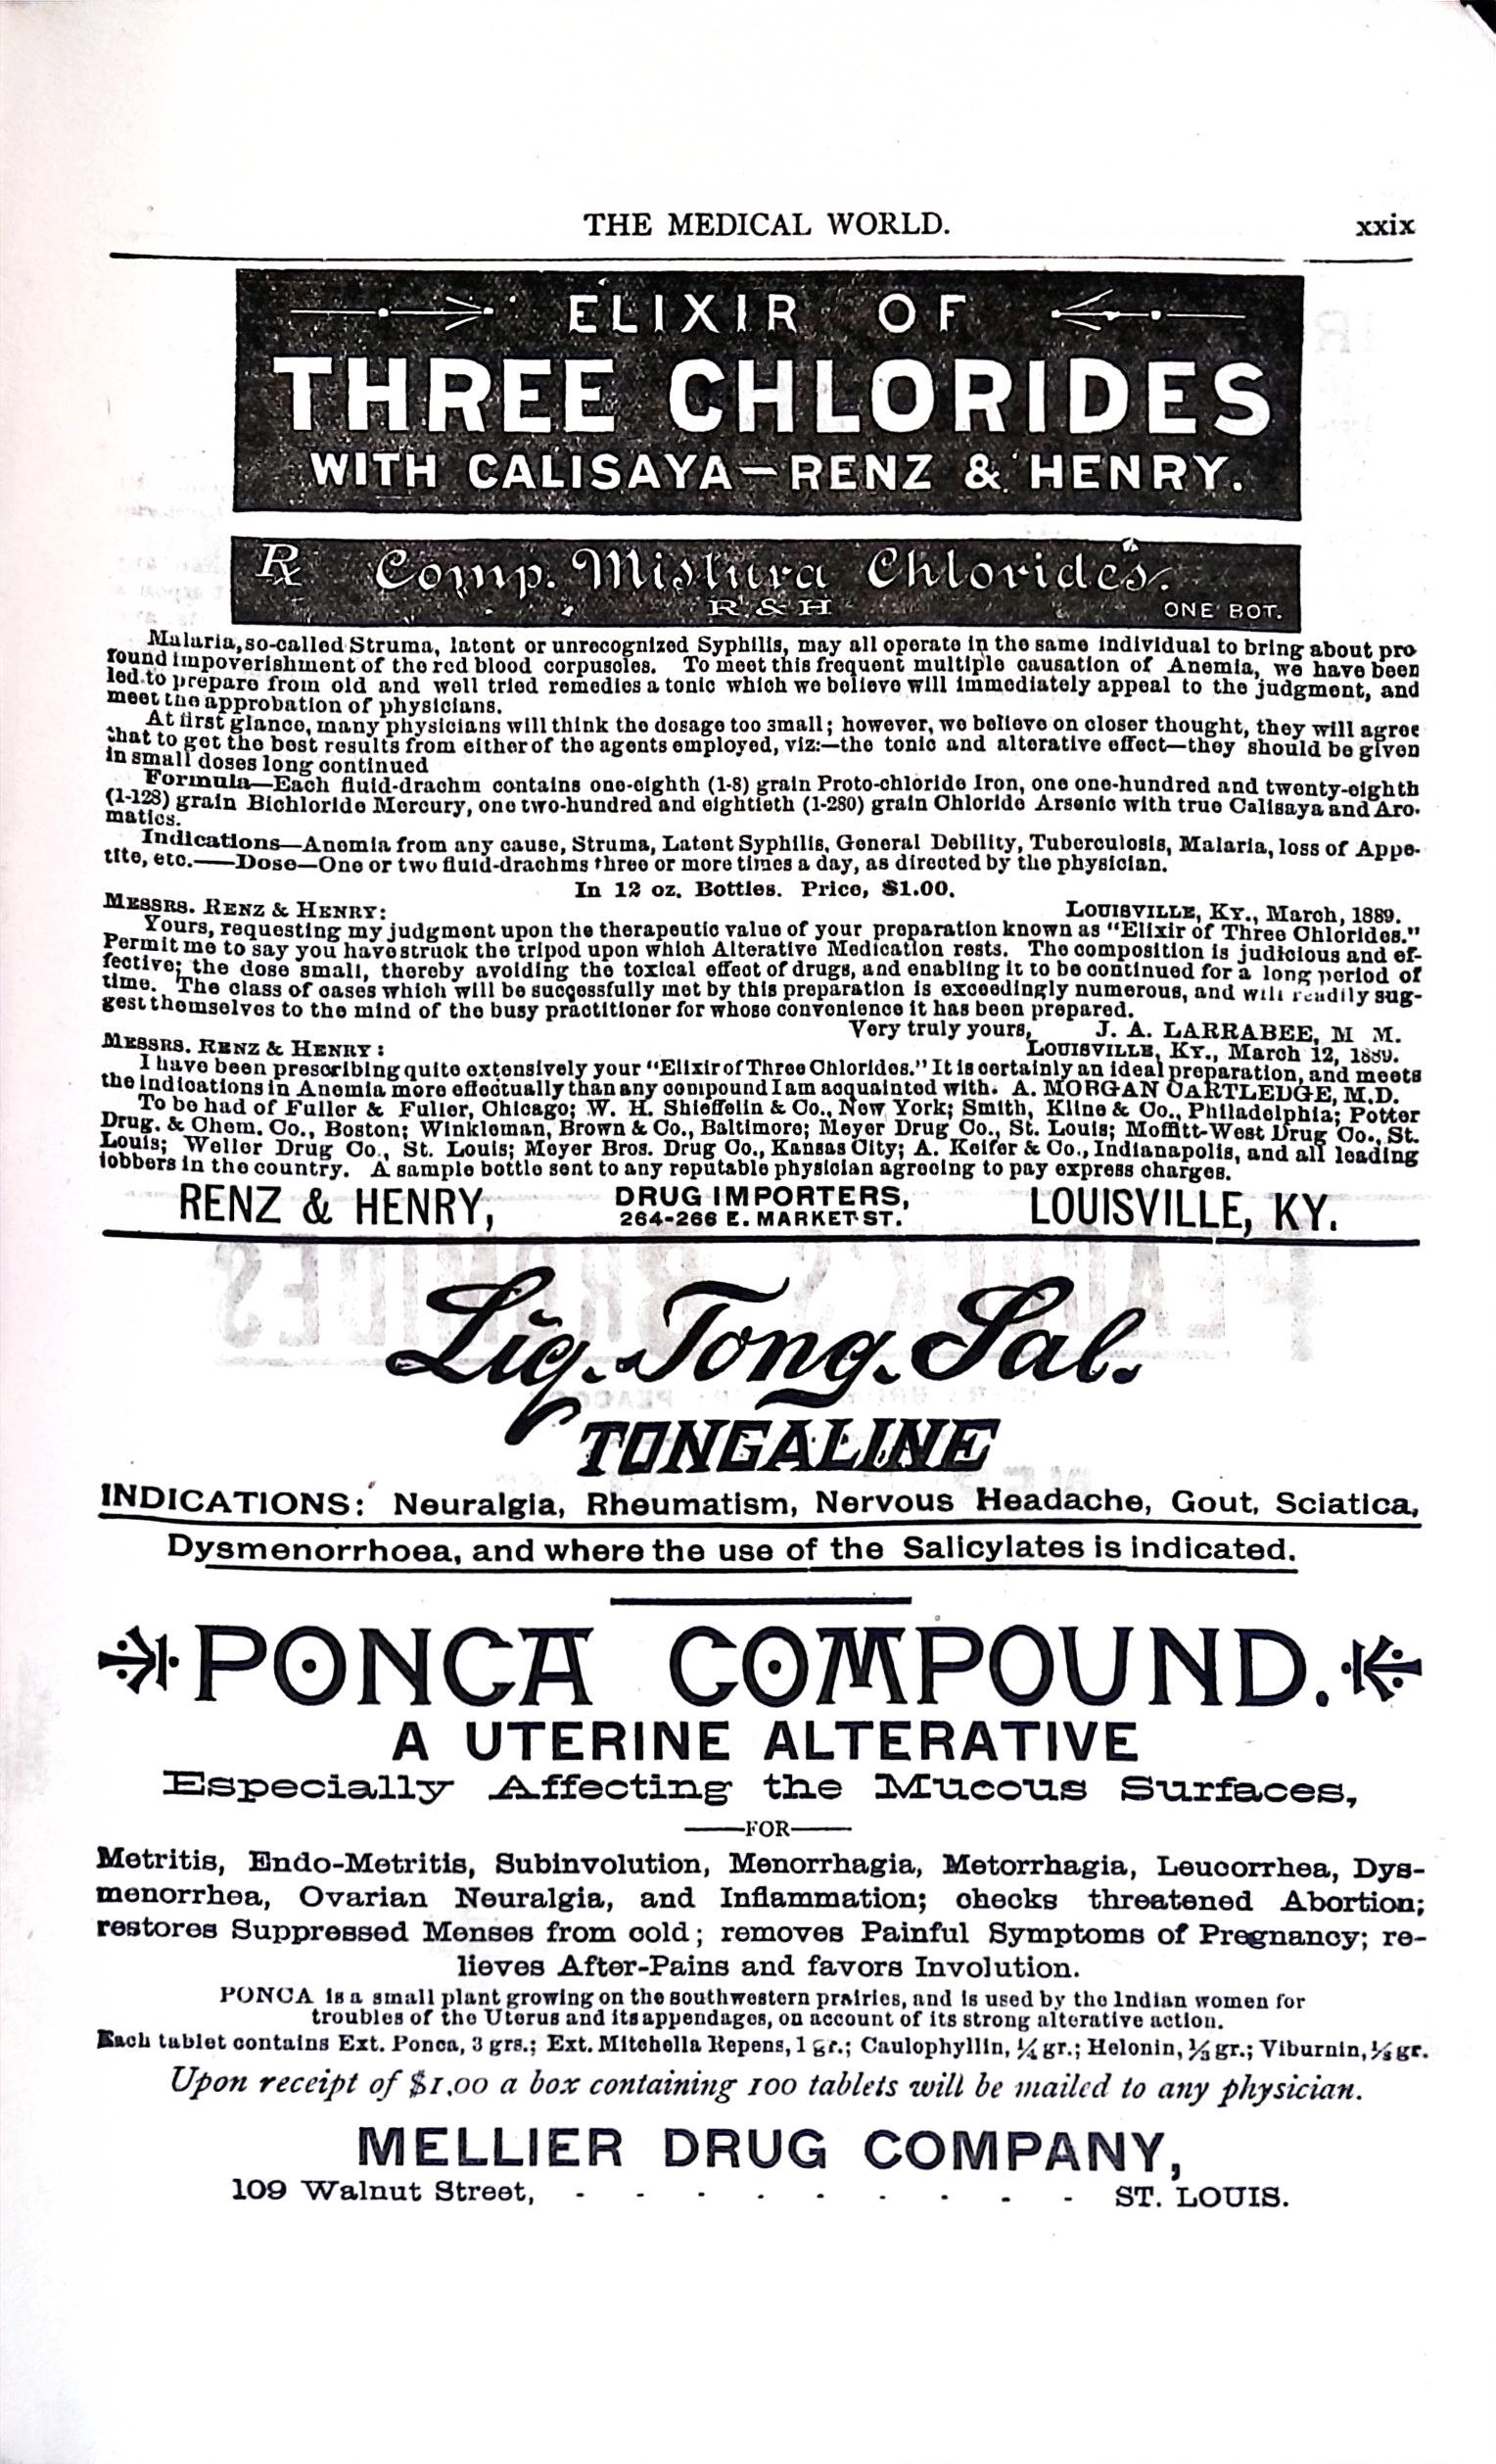 THE MEDICAL WORLD. xxix
ELIXIR OF
THREE CHLORIDES
WITH CALISAYA—RENZ & HENRY.
℞ Comp. Mistura Chlorides.
R. & H
ONE BOT.
Malaria, so-called Struma, latent or unrecognized Syphilis, may all operate in the same individual to bring about pro
found impoverishment of the red blood corpuscles. To meet this frequent multiple causation of Anemia, we have been
led to prepare from old and well tried remedies a tonic which we believe will immediately appeal to the judgment, and
meet the approbation of physicians.
At first glance, many physicians will think the dosage too small; however, we believe on closer thought, they will agree
that to get the best results from either of the agents employed, viz:—the tonic and alterative effect—they should be given
in small doses long continued
Formula—Each fluid-drachm contains one-eighth (1-8) grain Proto-chloride Iron, one one-hundred and twenty-eighth
(1-128) grain Bichloride Mercury, one two-hundred and eightieth (1-280) grain Chloride Arsenic with true Calisaya and Aro-
matics.
Indications—Anemia from any cause, Struma, Latent Syphilis, General Debility, Tuberculosis, Malaria, loss of Appe-
tite, etc.——Dose—One or two fluid-drachms three or more times a day, as directed by the physician.
In 12 oz. Bottles. Price, $1.00.
MESSRS. RENZ & HENRY: LOUISVILLE, KY., March, 1889.
Yours, requesting my judgment upon the therapeutic value of your preparation known as "Elixir of Three Chlorides."
Permit me to say you have struck the tripod upon which Alterative Medication rests. The composition is judicious and ef-
fective; the dose small, thereby avoiding the toxical effect of drugs, and enabling it to be continued for a long period of
time. The class of cases which will be successfully met by this preparation is exceedingly numerous, and will readily sug-
gest themselves to the mind of the busy practitioner for whose convenience it has been prepared.
Very truly yours, J. A. LARRABEE, M M.
MESSRS. RENZ & HENRY: LOUISVILLE, KY., March 12, 1889.
I have been prescribing quite extensively your "Elixir of Three Chlorides." It is certainly an ideal preparation, and meets
the indications in Anemia more effectually than any compound I am acquainted with. A. MORGAN CARTLEDGE, M.D.
To be had of Fuller & Fuller, Chicago; W. H. Shieffelin & Co., New York; Smith, Kline & Co., Philadelphia; Potter
Drug. & Chem. Co., Boston; Winkleman, Brown & Co., Baltimore; Meyer Drug Co., St. Louis; Moffitt-West Drug Co., St.
Louis; Weller Drug Co., St. Louis; Meyer Bros. Drug Co., Kansas City; A. Keifer & Co., Indianapolis, and all leading
jobbers in the country. A sample bottle sent to any reputable physician agreeing to pay express charges.
RENZ & HENRY, DRUG IMPORTERS, LOUISVILLE, KY.
264-266 E. MARKET ST.
Liq. Tong. Sal.
TONGALINE
INDICATIONS: Neuralgia, Rheumatism, Nervous Headache, Gout, Sciatica,
Dysmenorrhoea, and where the use of the Salicylates is indicated.
PONCA COMPOUND.
A UTERINE ALTERATIVE
Especially Affecting the Mucous Surfaces,
——FOR——
Metritis, Endo-Metritis, Subinvolution, Menorrhagia, Metorrhagia, Leucorrhea, Dys-
menorrhea, Ovarian Neuralgia, and Inflammation; checks threatened Abortion;
restores Suppressed Menses from cold; removes Painful Symptoms of Pregnancy; re-
lieves After-Pains and favors Involution.
PONCA is a small plant growing on the southwestern prairies, and is used by the Indian women for
troubles of the Uterus and its appendages, on account of its strong alterative action.
Each tablet contains Ext. Ponca, 3 grs.; Ext. Mitchella Repens, 1 gr.; Caulophyllin, ¼ gr.; Helonin, ⅓ gr.; Viburnin, ⅛ gr.
Upon receipt of $1.00 a box containing 100 tablets will be mailed to any physician.
MELLIER DRUG COMPANY,
109 Walnut Street, - - - - - - - - - ST. LOUIS.